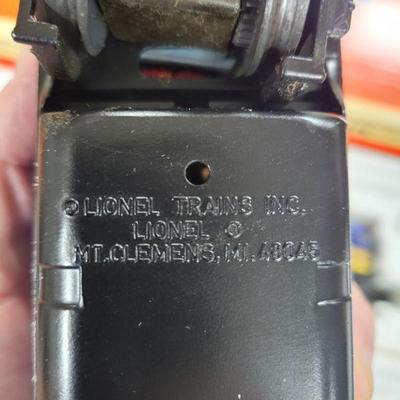 © LIONEL TRAINS INC.
LIONEL ®
MT. CLEMENS, MI. 48045